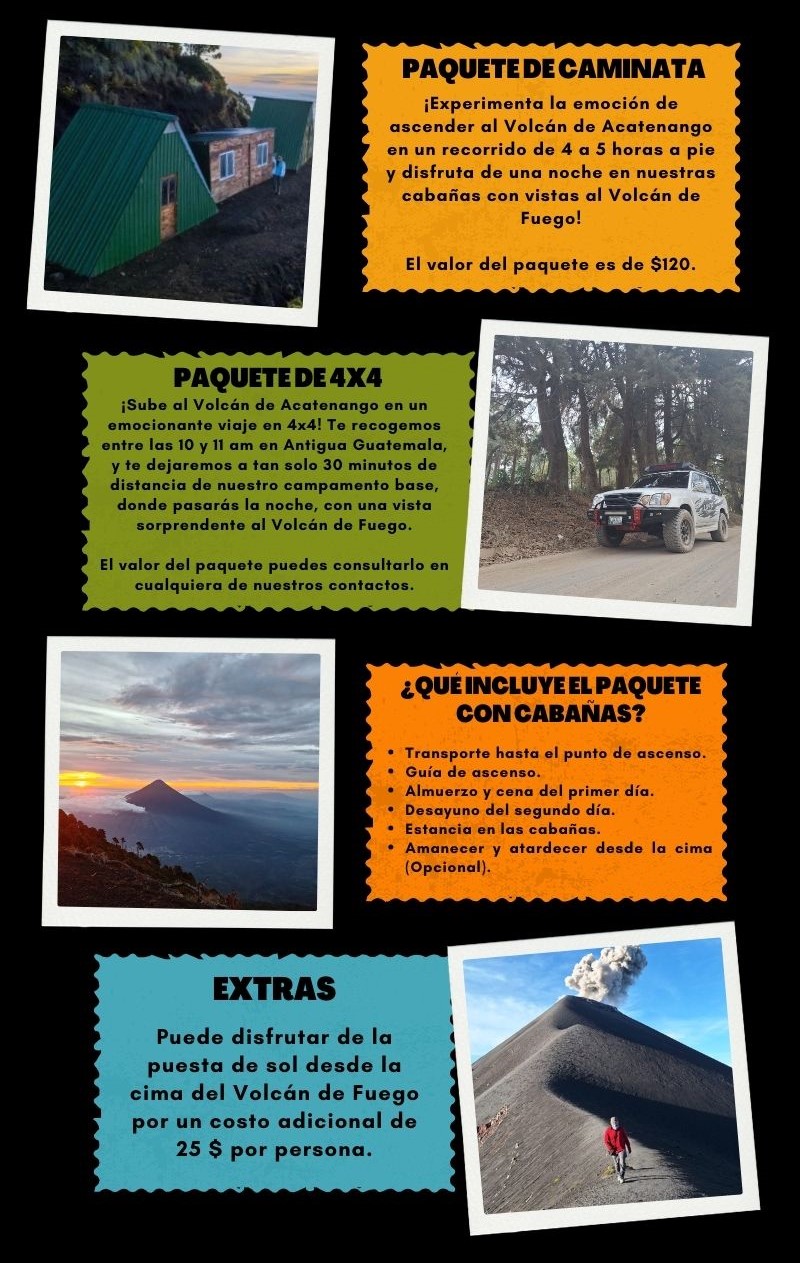 PAQUETE DE CAMINATA
¡Experimenta la emoción de
ascender al Volcán de Acatenango
en un recorrido de 4 a 5 horas a pie
y disfruta de una noche en nuestras
cabañas con vistas al Volcán de
Fuego!
El valor del paquete es de $120.
PAQUETE DE 4X4
¡Sube al Volcán de Acatenango en un
emocionante viaje en 4x4! Te recogemos
entre las 10 y 11 am en Antigua Guatemala,
y te dejaremos a tan solo 30 minutos de
distancia de nuestro campamento base,
donde pasarás la noche, con una vista
sorprendente al Volcán de Fuego.
El valor del paquete puedes consultarlo en
cualquiera de nuestros contactos.
¿QUÉ INCLUYE EL PAQUETE
CON CABAÑAS?
• Transporte hasta el punto de ascenso.
• Guía de ascenso.
• Almuerzo y cena del primer día.
• Desayuno del segundo día.
• Estancia en las cabañas.
• Amanecer y atardecer desde la cima
(Opcional).
EXTRAS
Puede disfrutar de la
puesta de sol desde la
cima del Volcán de Fuego
por un costo adicional de
25 $ por persona.